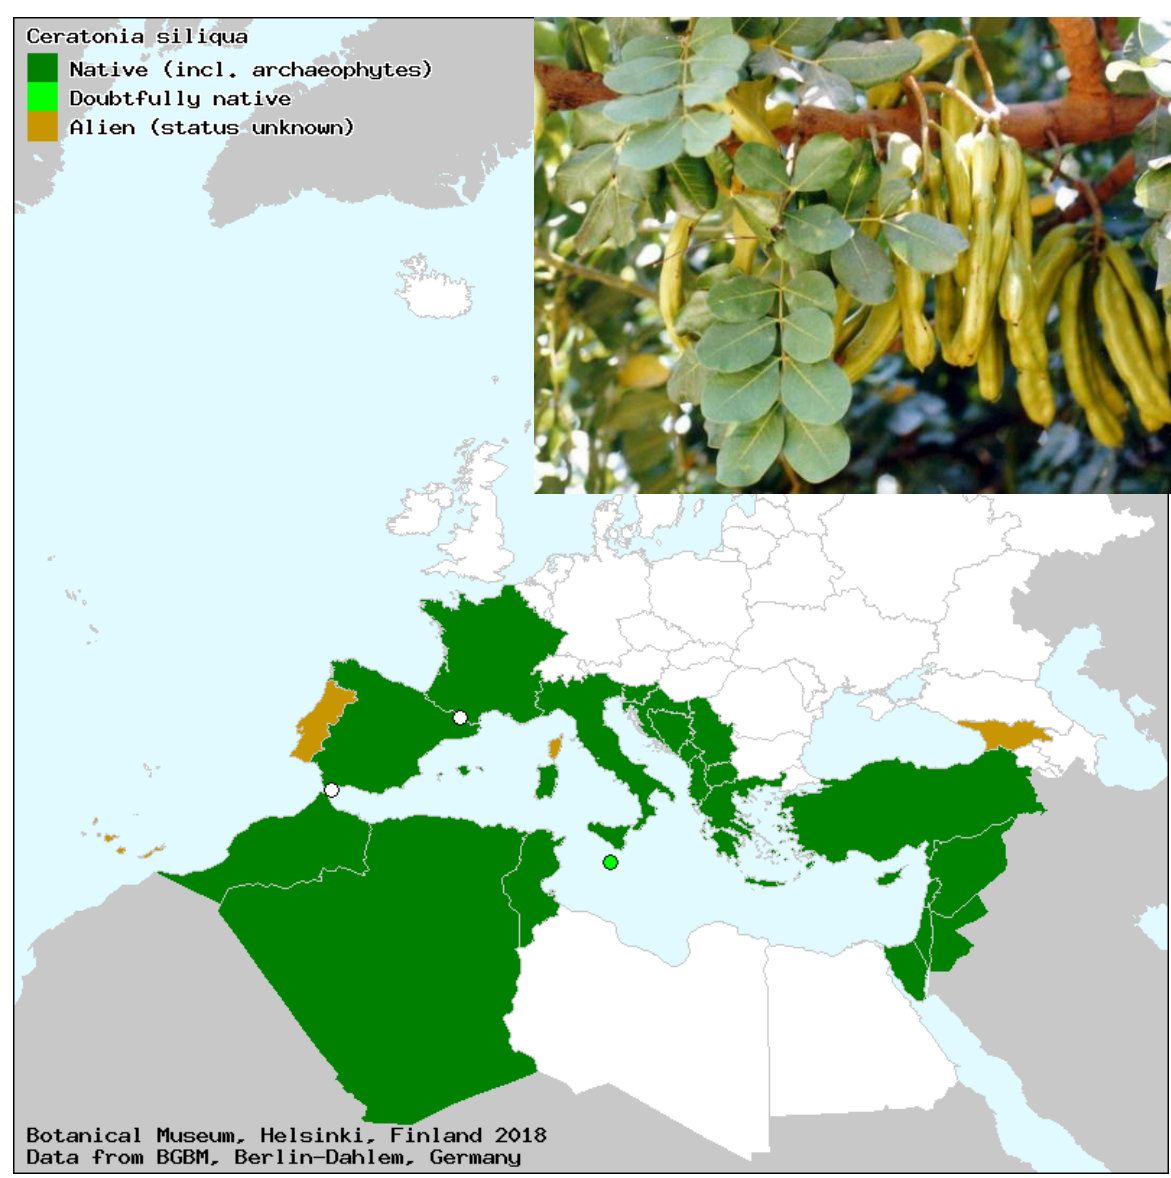 Ceratonia siliqua
Native (incl. archaeophytes)
Doubtfully native
Alien (status unknown)
Botanical Museum, Helsinki, Finland 2018
Data from BGBM, Berlin-Dahlem, Germany